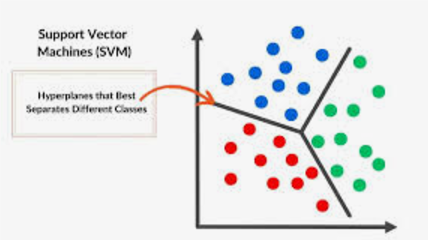 Support Vector
Machines (SVM)
Hyperplanes that Best
Separates Different Classes